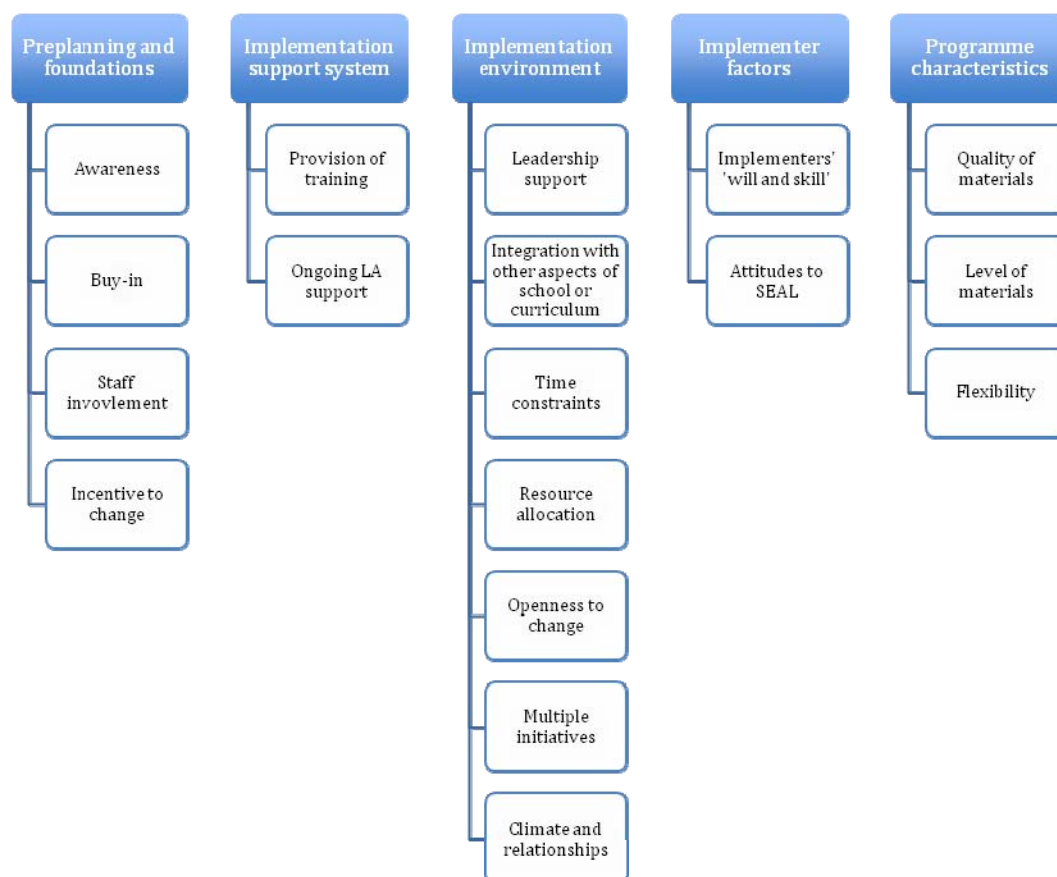 Preplanning and
foundations
Awareness
Buy-in
Staff
invovlement
Incentive to
change
Implementation
support system
Provision of
training
Ongoing LA
support
Implementation
environment
Leadership
support
Integration with
other aspects of
school or
curriculum
Time
constraints
Resource
allocation
Openness to
change
Multiple
initiatives
Climate and
relationships
Implementer
factors
Implementers'
'will and skill'
Attitudes to
SEAL
Programme
characteristics
Quality of
materials
Level of
materials
Flexibility